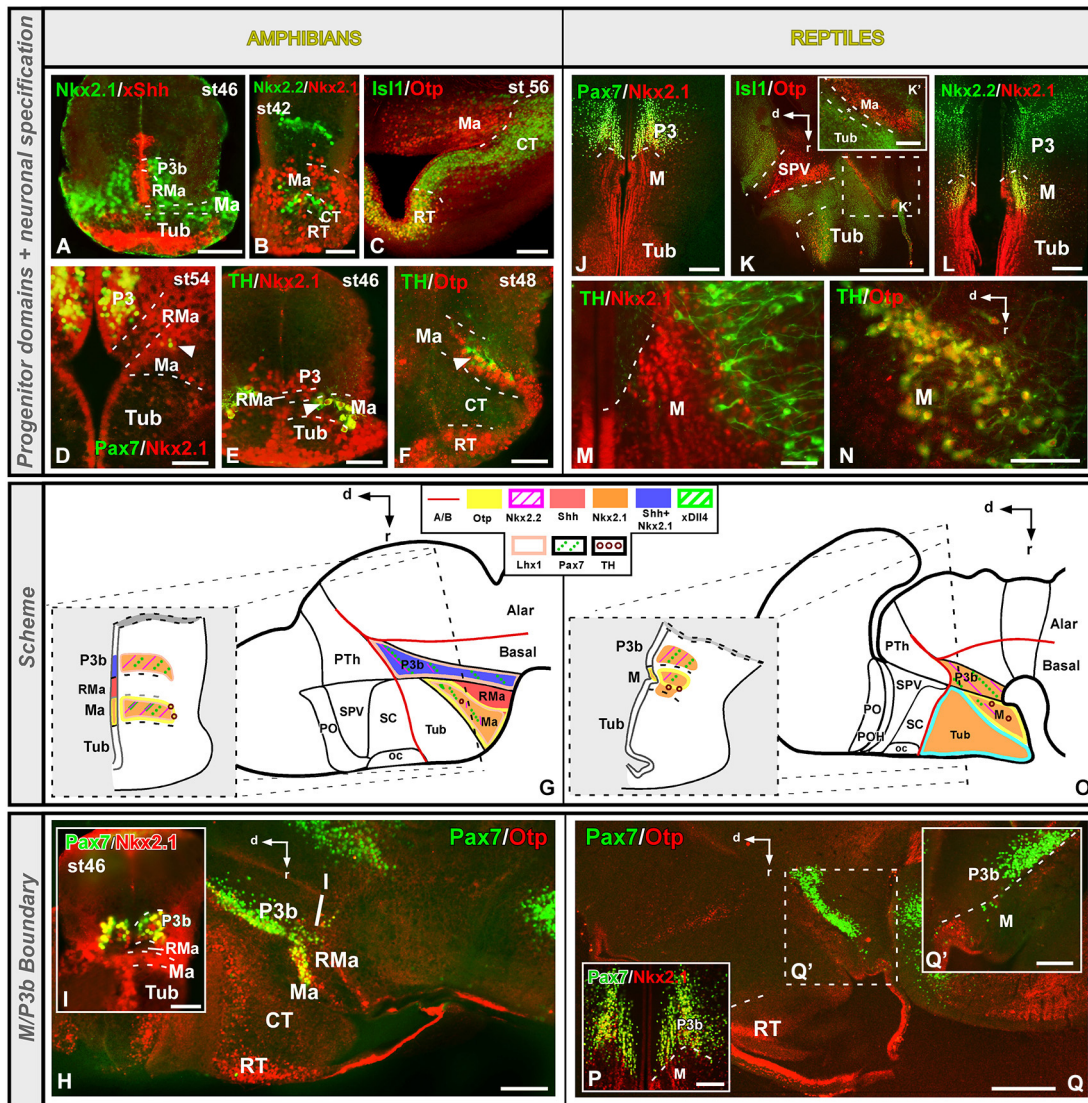 AMPHIBIANS
REPTILES
Progenitor domains + neuronal specification
Nkx2.1/xShh
st46
P3b
RMa
Ma
Tub
A
Nkx2.2/Nkx2.1
st42
Ma
CT
RT
B
Isl1/Otp
st 56
Ma
CT
RT
C
Pax7/Nkx2.1
P3
M
Tub
J
Isl1/Otp
d
r
SPV
Tub
K'
K
Ma
Tub
K'
Nkx2.2/Nkx2.1
P3
M
Tub
L
st54
P3
RMa
Ma
Tub
D
Pax7/Nkx2.1
TH/Nkx2.1
st46
P3
RMa
Ma
Tub
E
TH/Otp
st48
Ma
CT
RT
F
TH/Nkx2.1
M
M
TH/Otp
d
r
M
N
Scheme
d
r
A/B
Otp
Nkx2.2
Shh
Nkx2.1
Shh+
Nkx2.1
xDll4
Lhx1
Pax7
TH
P3b
RMa
Ma
Tub
Alar
Basal
PTh
P3b
RMa
Ma
PO
SPV
SC
Tub
oc
G
d
r
P3b
M
Tub
Alar
Basal
PTh
P3b
SPV
M
PO
POH
SC
Tub
oc
O
M/P3b Boundary
Pax7/Nkx2.1
st46
P3b
RMa
Ma
Tub
I
d
r
Pax7/Otp
P3b
I
RMa
Ma
CT
RT
H
Pax7/Otp
d
r
Q'
RT
Q
P3b
M
Q'
Pax7/Nkx2.1
P3b
M
P